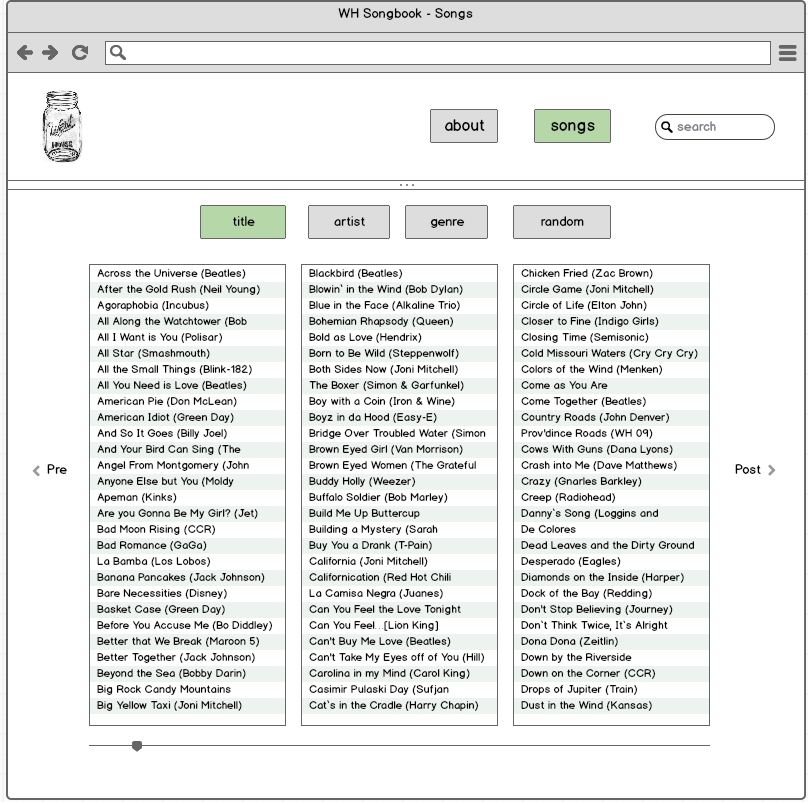 WH Songbook - Songs
about
songs
search
title
artist
genre
random
Across the Universe (Beatles)
After the Gold Rush (Neil Young)
Agoraphobia (Incubus)
All Along the Watchtower (Bob
All I Want is You (Polisar)
All Star (Smashmouth)
All the Small Things (Blink-182)
All You Need is Love (Beatles)
American Pie (Don McLean)
American Idiot (Green Day)
And So It Goes (Billy Joel)
And Your Bird Can Sing (The
Angel From Montgomery (John
Anyone Else but You (Moldy
Apeman (Kinks)
Are you Gonna Be My Girl? (Jet)
Bad Moon Rising (CCR)
Bad Romance (GaGa)
La Bamba (Los Lobos)
Banana Pancakes (Jack Johnson)
Bare Necessities (Disney)
Basket Case (Green Day)
Before You Accuse Me (Bo Diddley)
Better that We Break (Maroon 5)
Better Together (Jack Johnson)
Beyond the Sea (Bobby Darin)
Big Rock Candy Mountains
Big Yellow Taxi (Joni Mitchell)
Blackbird (Beatles)
Blowin` in the Wind (Bob Dylan)
Blue in the Face (Alkaline Trio)
Bohemian Rhapsody (Queen)
Bold as Love (Hendrix)
Born to Be Wild (Steppenwolf)
Both Sides Now (Joni Mitchell)
The Boxer (Simon & Garfunkel)
Boy with a Coin (Iron & Wine)
Boyz in da Hood (Easy-E)
Bridge Over Troubled Water (Simon
Brown Eyed Girl (Van Morrison)
Brown Eyed Women (The Grateful
Buddy Holly (Weezer)
Buffalo Soldier (Bob Marley)
Build Me Up Buttercup
Building a Mystery (Sarah
Buy You a Drank (T-Pain)
California (Joni Mitchell)
Californication (Red Hot Chili
La Camisa Negra (Juanes)
Can You Feel the Love Tonight
Can You Feel...[Lion King]
Can't Buy Me Love (Beatles)
Can't Take My Eyes off of You (Hill)
Carolina in my Mind (Carol King)
Casimir Pulaski Day (Sufjan
Cat`s in the Cradle (Harry Chapin)
Chicken Fried (Zac Brown)
Circle Game (Joni Mitchell)
Circle of Life (Elton John)
Closer to Fine (Indigo Girls)
Closing Time (Semisonic)
Cold Missouri Waters (Cry Cry Cry)
Colors of the Wind (Menken)
Come as You Are
Come Together (Beatles)
Country Roads (John Denver)
Prov'dince Roads (WH 09)
Cows With Guns (Dana Lyons)
Crash into Me (Dave Matthews)
Crazy (Gnarles Barkley)
Creep (Radiohead)
Danny`s Song (Loggins and
De Colores
Dead Leaves and the Dirty Ground
Desperado (Eagles)
Diamonds on the Inside (Harper)
Dock of the Bay (Redding)
Don't Stop Believing (Journey)
Don`t Think Twice, It`s Alright
Dona Dona (Zeitlin)
Down by the Riverside
Down on the Corner (CCR)
Drops of Jupiter (Train)
Dust in the Wind (Kansas)
Pre
Post